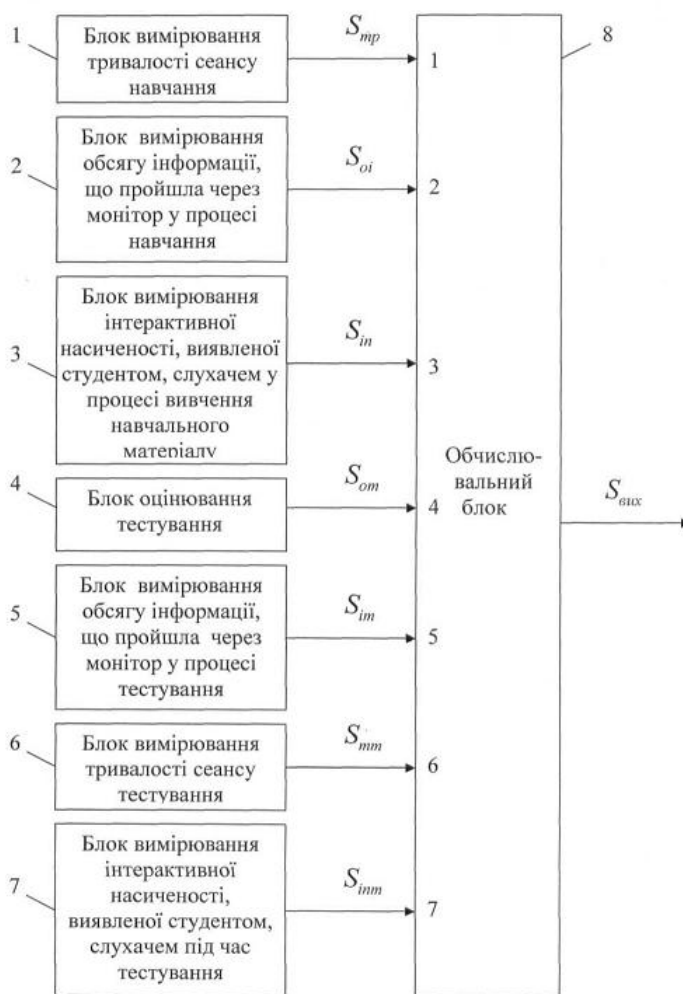 1
Блок вимірювання
тривалості сеансу
навчання
S_тр
1
8
2
Блок вимірювання
обсягу інформації,
що пройшла через
монітор у процесі
навчання
S_оі
2
3
Блок вимірювання
інтерактивної
насиченості, виявленої
студентом, слухачем у
процесі вивчення
навчального
матеріалу
S_іп
3
4
Блок оцінювання
тестування
S_от
4
Обчислю-
вальний
блок
S_вих
5
Блок вимірювання
обсягу інформації,
що пройшла через
монітор у процесі
тестування
S_іт
5
6
Блок вимірювання
тривалості сеансу
тестування
S_тт
6
7
Блок вимірювання
інтерактивної
насиченості,
виявленої студентом,
слухачем під час
тестування
S_інт
7